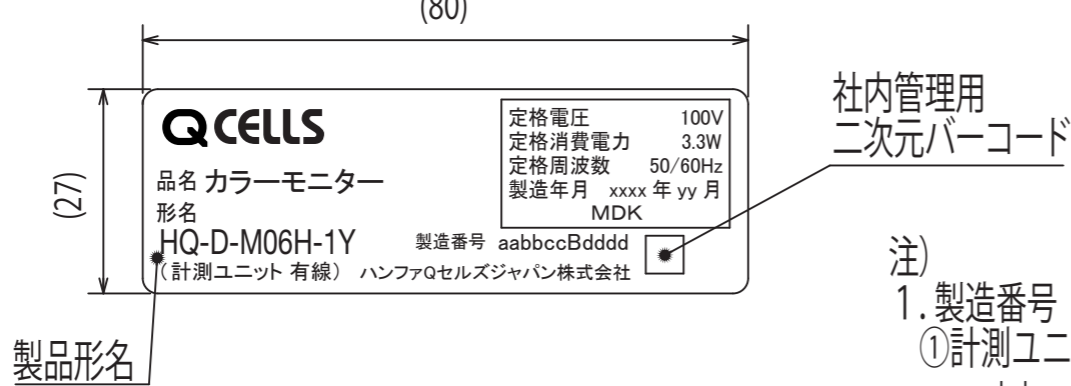 (80)
(27)
Q CELLS
品名 カラーモニター
形名
HQ-D-M06H-1Y
(計測ユニット 有線)
定格電圧 100V
定格消費電力 3.3W
定格周波数 50/60Hz
製造年月 xxxx 年 yy 月
MDK
製造番号 aabbccBdddd
ハンファQセルズジャパン株式会社
社内管理用
二次元バーコード
製品形名
注)
1.製造番号
①計測ユニ